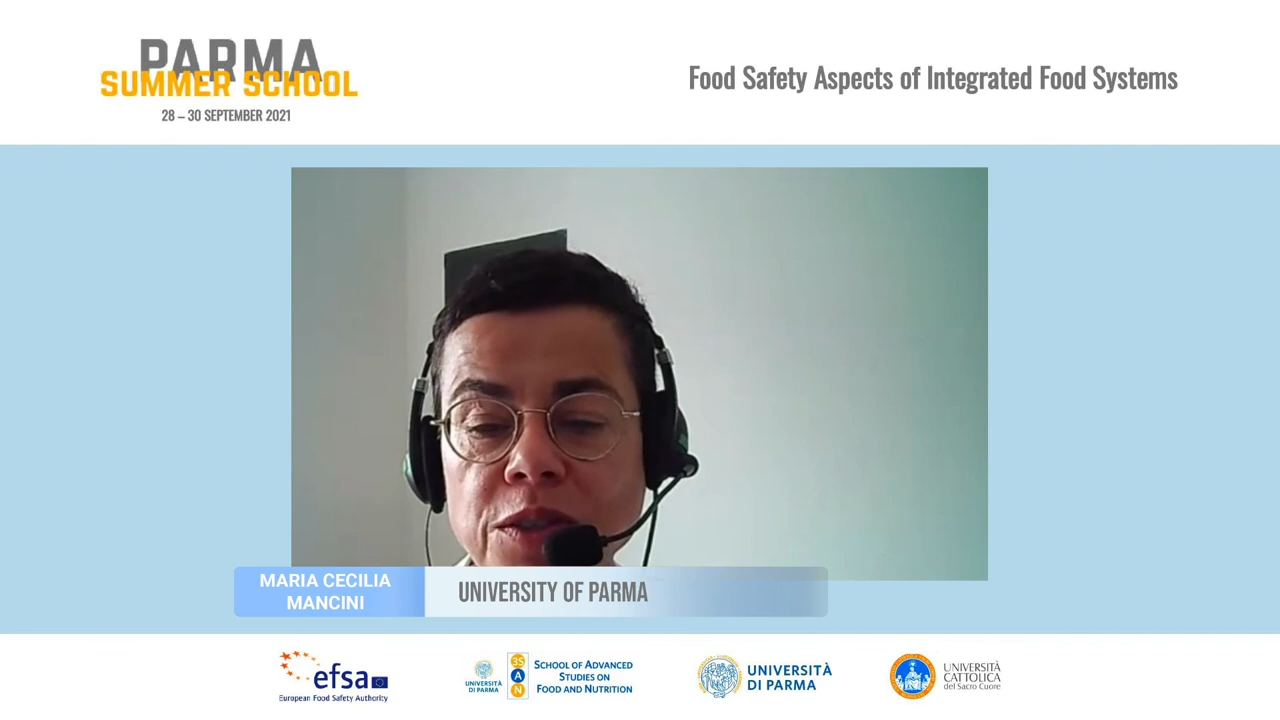 PARMA
SUMMER SCHOOL
28 – 30 SEPTEMBER 2021
Food Safety Aspects of Integrated Food Systems
MARIA CECILIA
MANCINI
UNIVERSITY OF PARMA
efsa
European Food Safety Authority
UNIVERSITÀ
DI PARMA
3S
A
N
SCHOOL OF ADVANCED
STUDIES ON
FOOD AND NUTRITION
UNIVERSITÀ
DI PARMA
UNIVERSITÀ
CATTOLICA
del Sacro Cuore